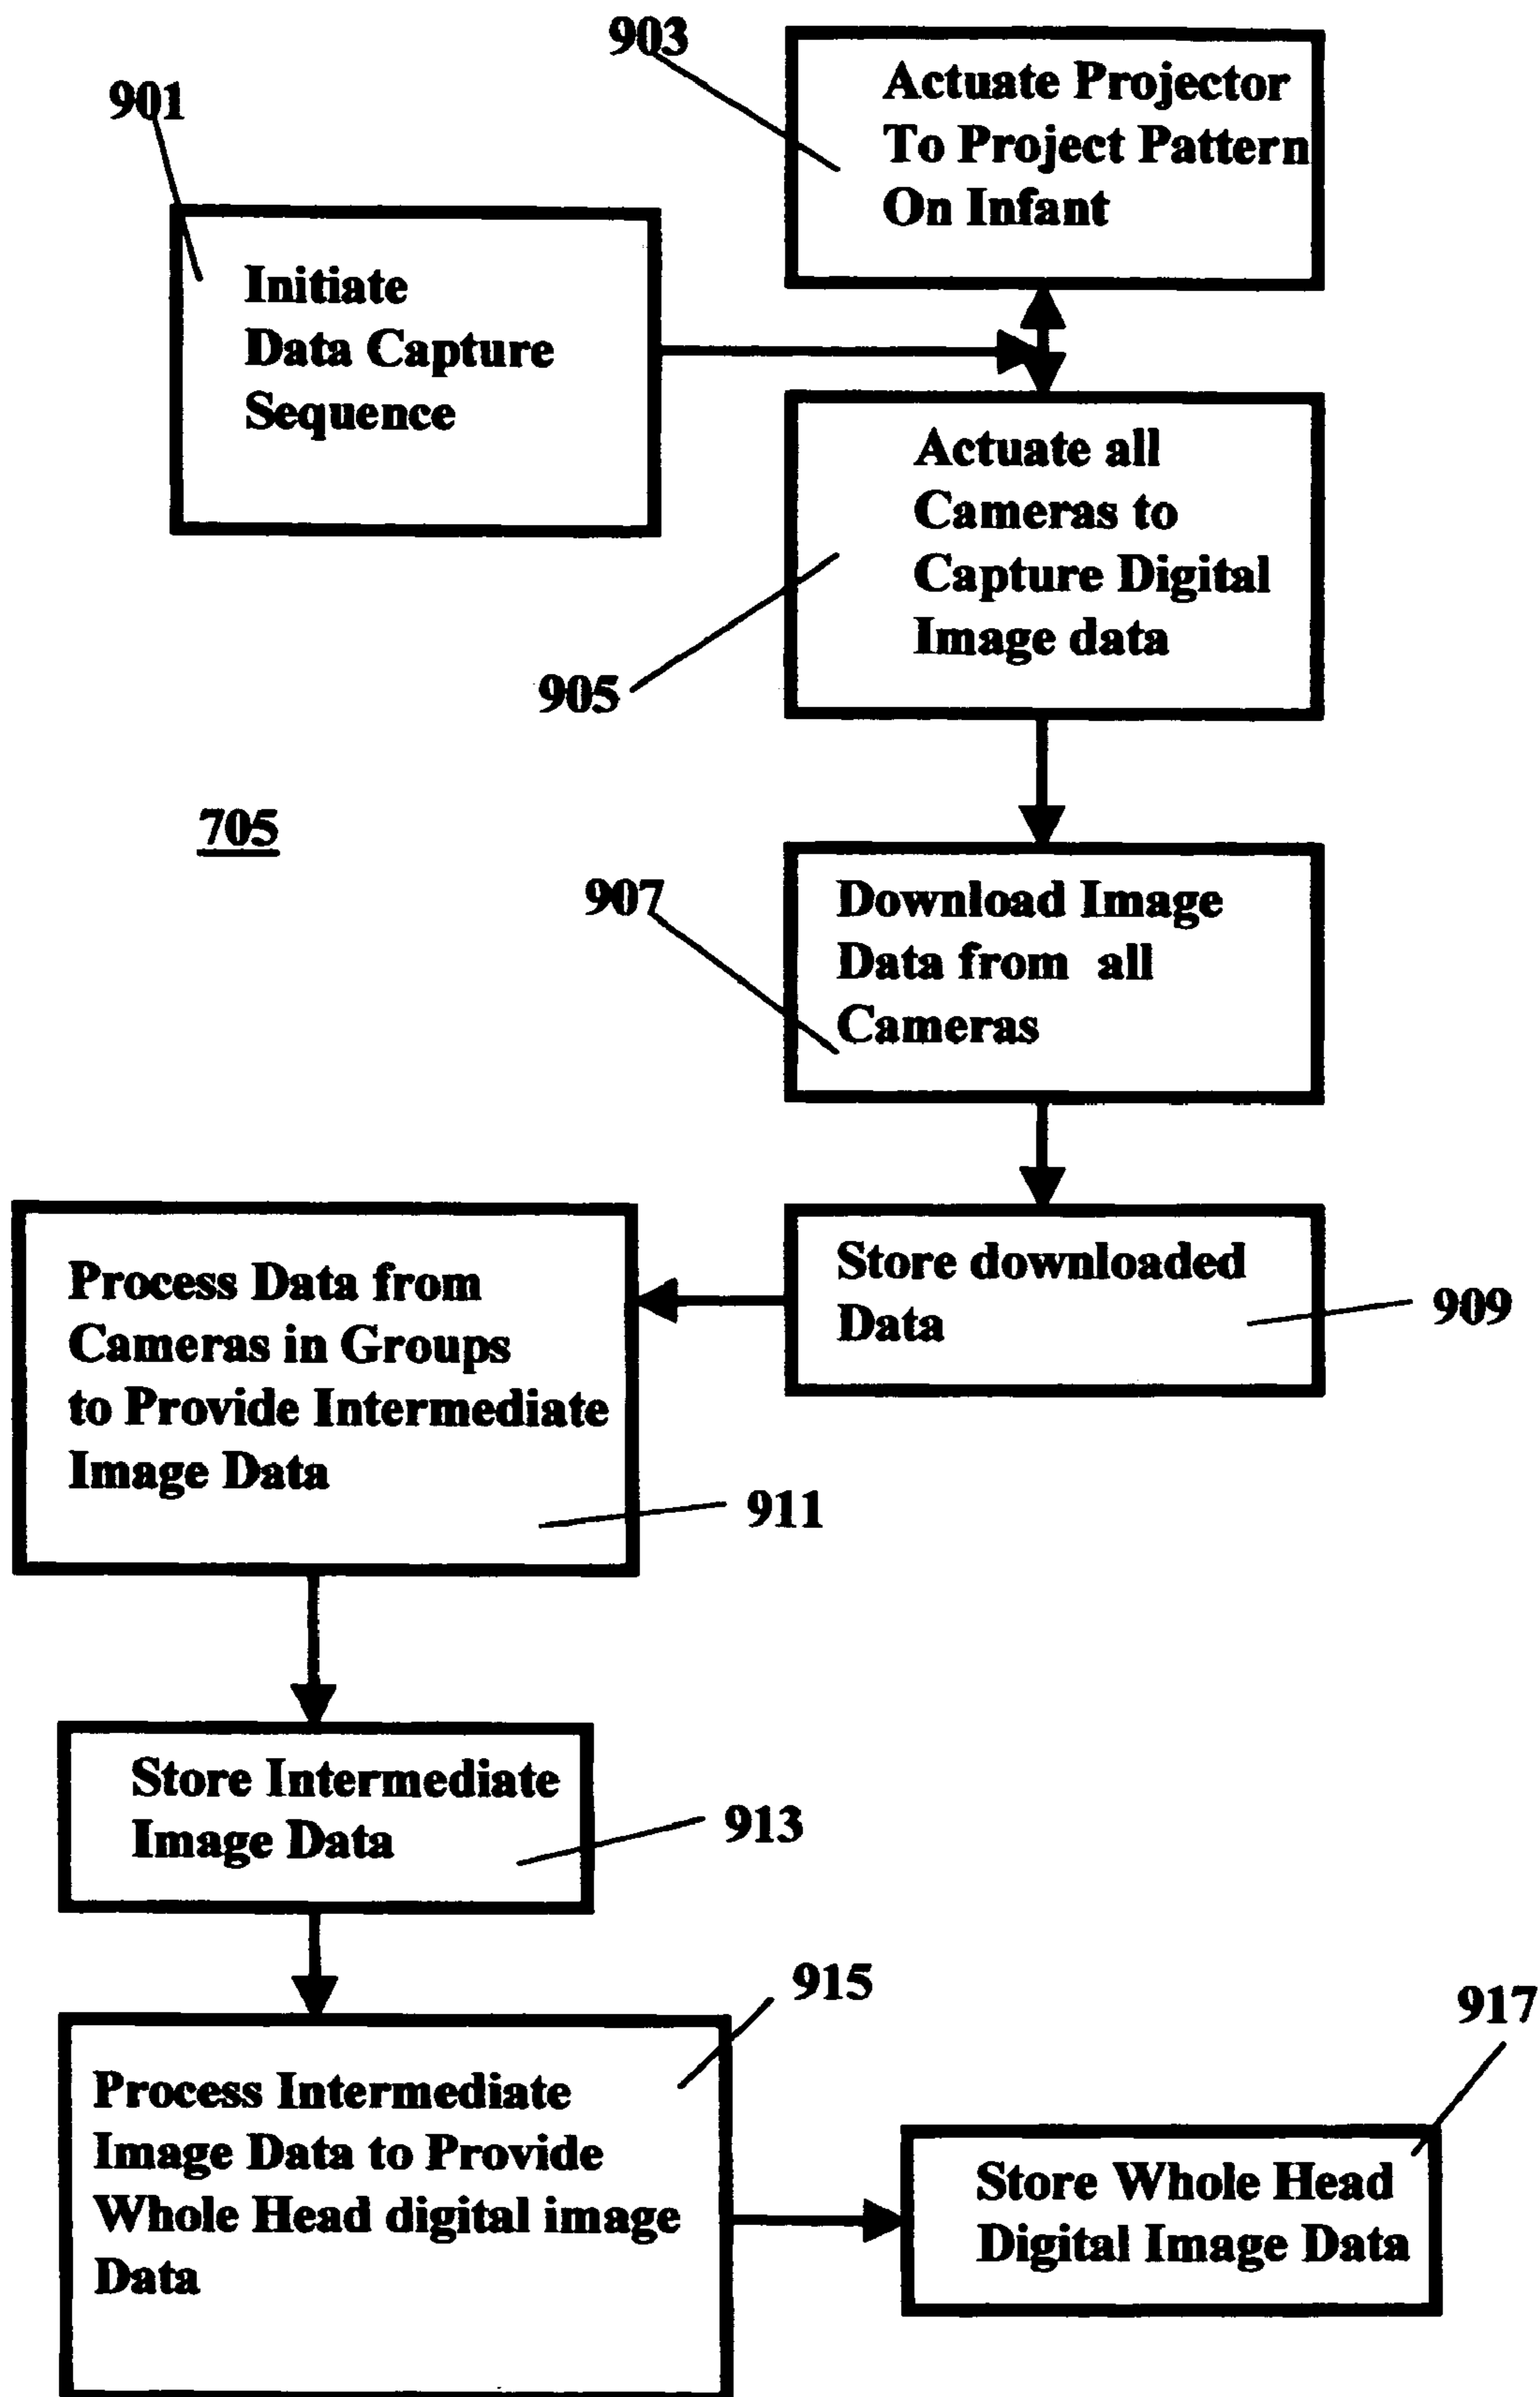 903
Actuate Projector
To Project Pattern
On Infant
901
Initiate
Data Capture
Sequence
Actuate all
Cameras to
Capture Digital
Image data
905
705
907
Download Image
Data from all
Cameras
Store downloaded
Data
909
Process Data from
Cameras in Groups
to Provide Intermediate
Image Data
911
Store Intermediate
Image Data
913
915
Process Intermediate
Image Data to Provide
Whole Head digital image
Data
917
Store Whole Head
Digital Image Data